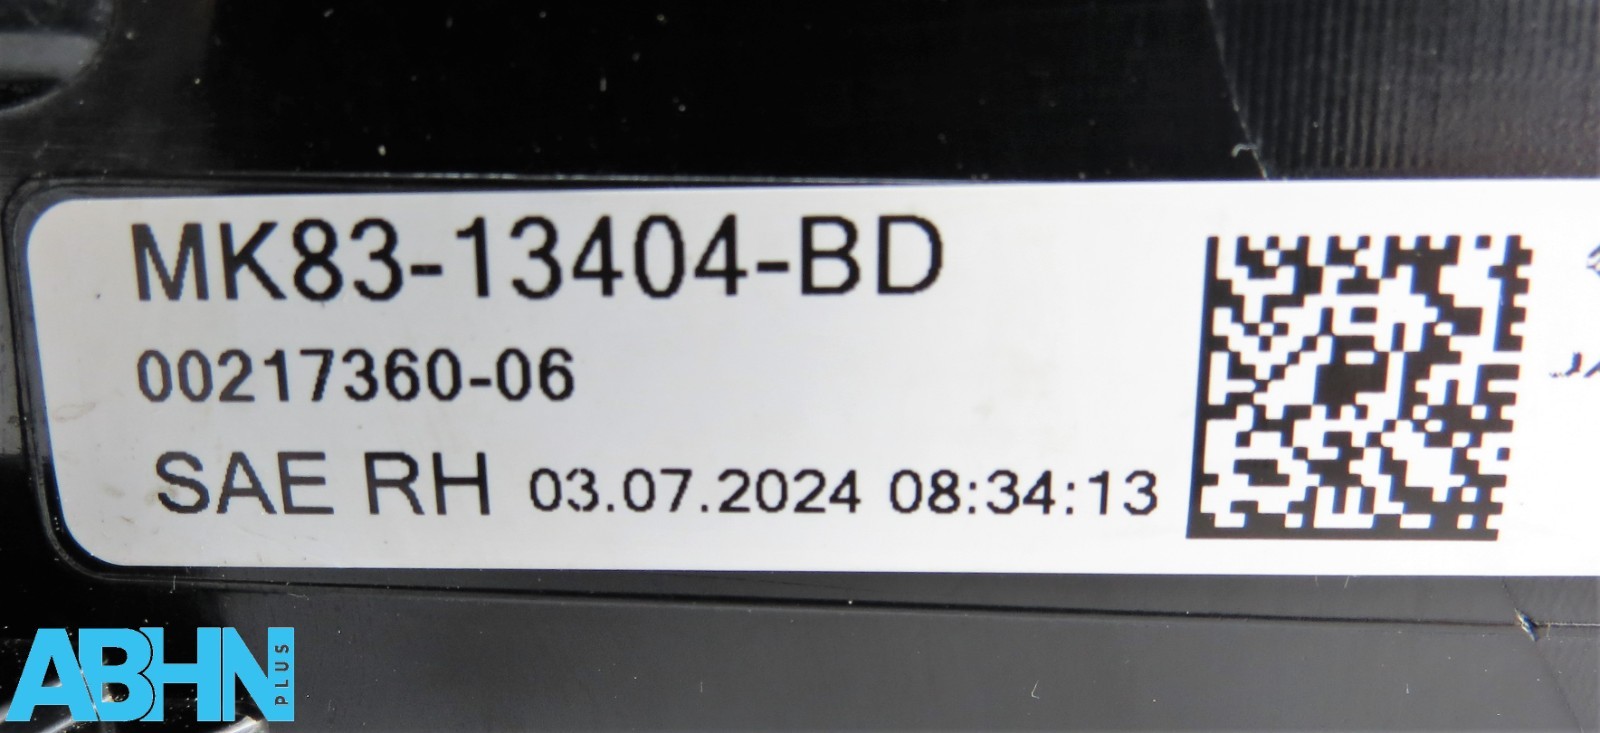 MK83-13404-BD
00217360-06
SAE RH 03.07.2024 08:34:13
ABHN PLUS